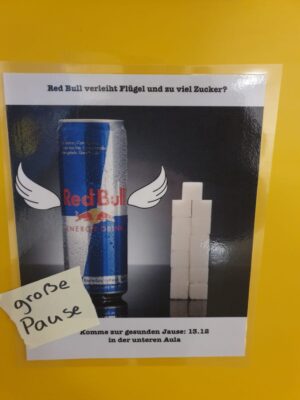 Red Bull verleiht Flügel und zu viel Zucker?
Red Bull
ENERGY DRINK
große
Pause
Komme zur gesunden Jause: 13.12
in der unteren Aula